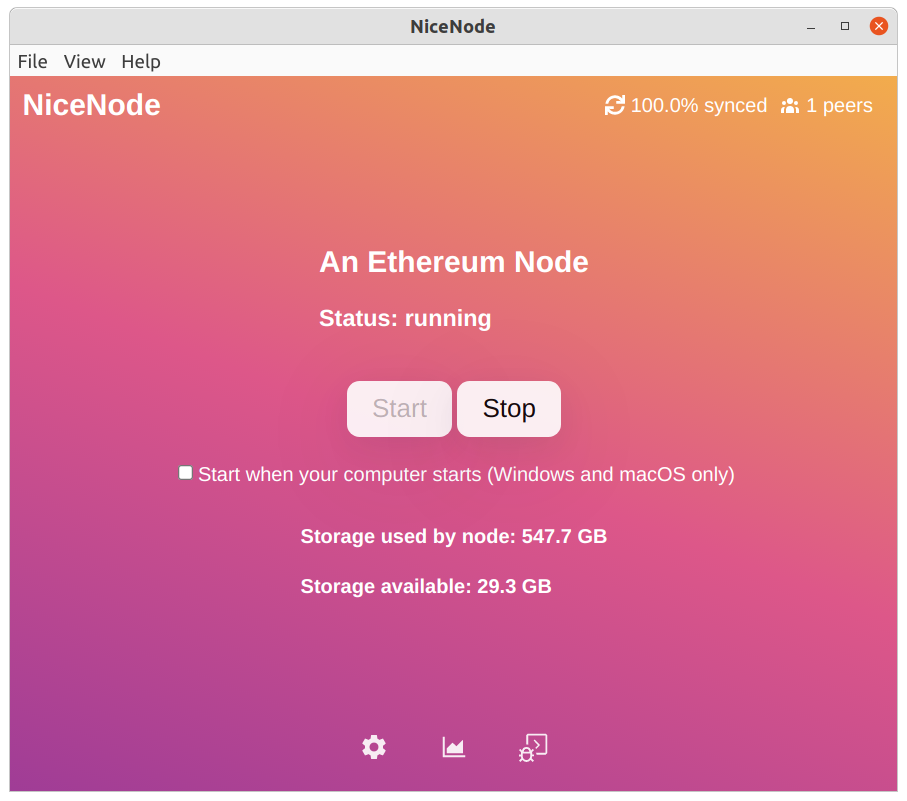 NiceNode
File View Help
NiceNode
100.0% synced 1 peers
An Ethereum Node
Status: running
Start Stop
Start when your computer starts (Windows and macOS only)
Storage used by node: 547.7 GB
Storage available: 29.3 GB